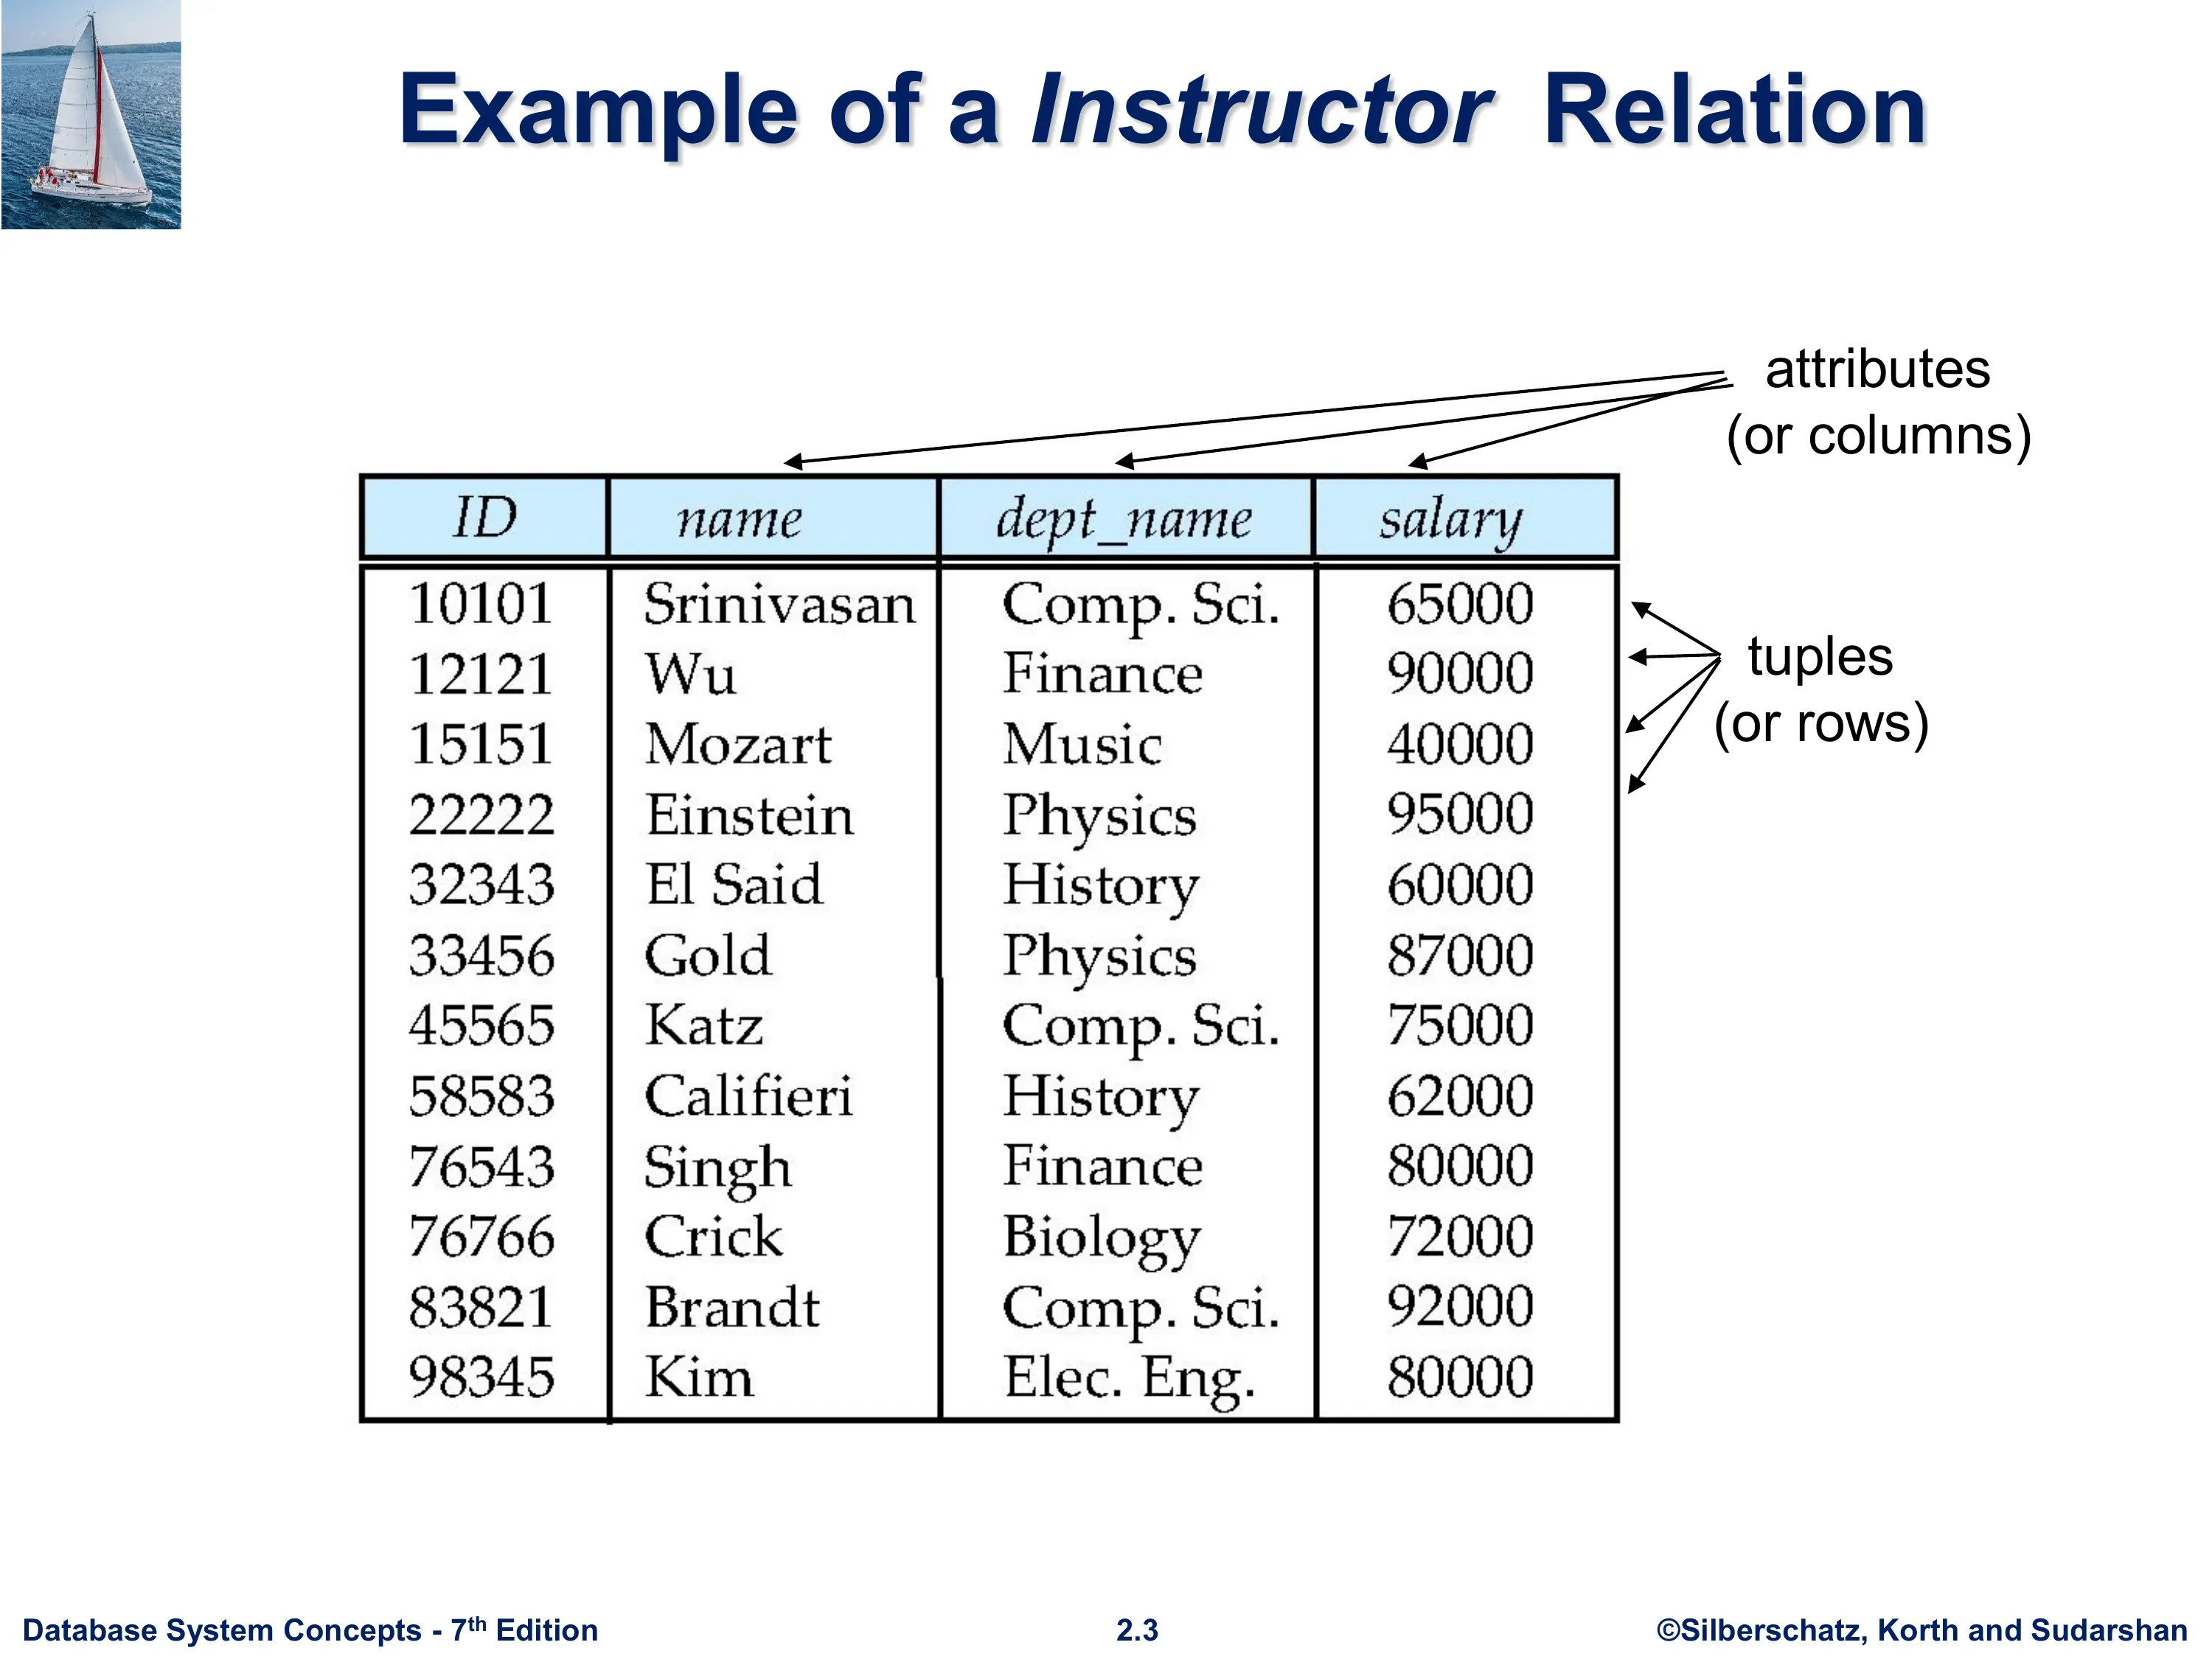 Example of a Instructor Relation
attributes
(or columns)
ID name dept_name salary
10101 Srinivasan Comp. Sci. 65000
12121 Wu Finance 90000
15151 Mozart Music 40000
22222 Einstein Physics 95000
32343 El Said History 60000
33456 Gold Physics 87000
45565 Katz Comp. Sci. 75000
58583 Califieri History 62000
76543 Singh Finance 80000
76766 Crick Biology 72000
83821 Brandt Comp. Sci. 92000
98345 Kim Elec. Eng. 80000
tuples
(or rows)
Database System Concepts - 7th Edition 2.3 ©Silberschatz, Korth and Sudarshan